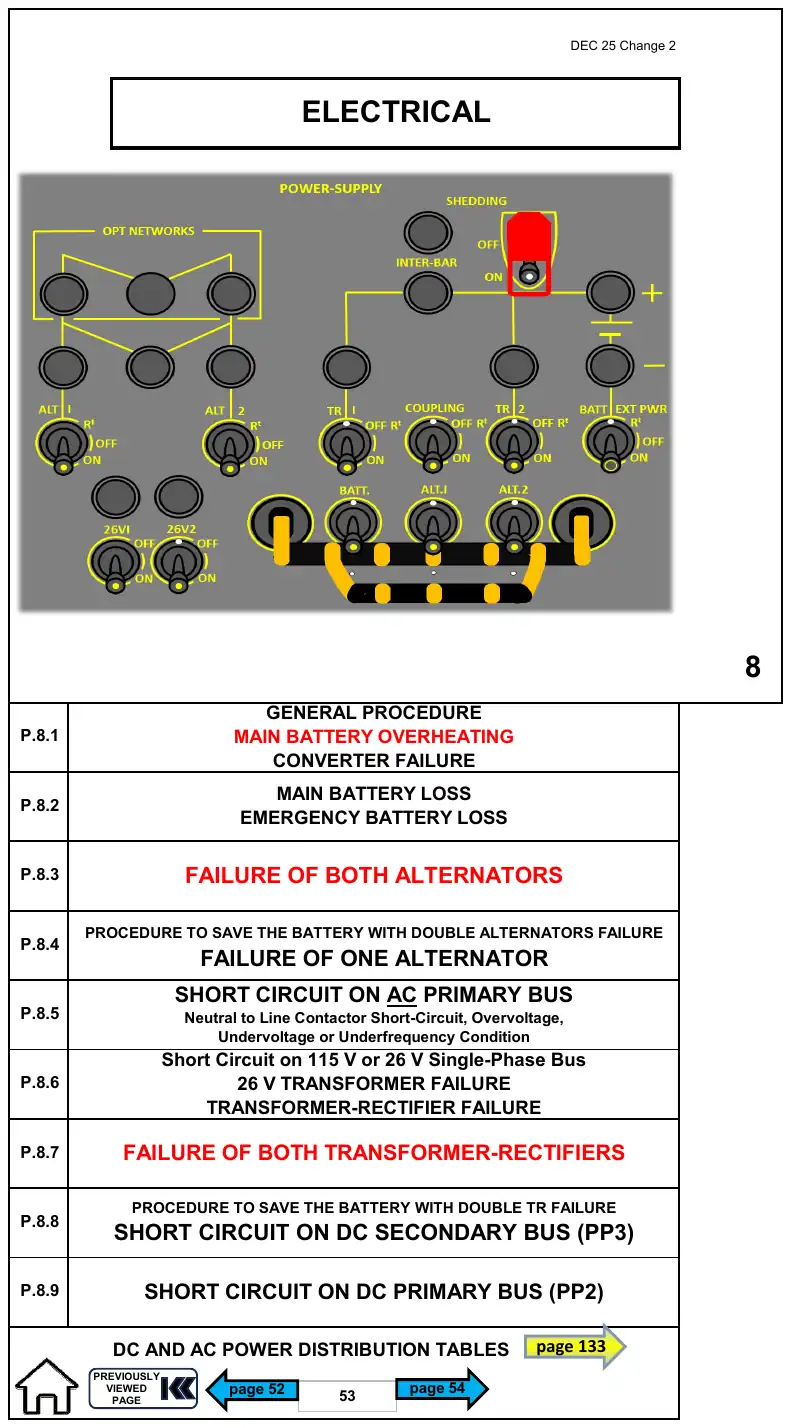 DEC 25 Change 2
ELECTRICAL
POWER-SUPPLY
SHEDDING
OPT NETWORKS
OFF
INTER-BAR
ON
+
−
ALT 1
Rᵗ
OFF
ON
ALT 2
Rᵗ
OFF
ON
TR 1
OFF Rᵗ
ON
COUPLING
OFF Rᵗ
ON
TR 2
OFF Rᵗ
ON
BATT EXT PWR
Rᵗ
OFF
ON
26V1
OFF
ON
26V2
OFF
ON
BATT.
ALT.1
ALT.2
8
P.8.1
GENERAL PROCEDURE
MAIN BATTERY OVERHEATING
CONVERTER FAILURE
P.8.2
MAIN BATTERY LOSS
EMERGENCY BATTERY LOSS
P.8.3
FAILURE OF BOTH ALTERNATORS
P.8.4
PROCEDURE TO SAVE THE BATTERY WITH DOUBLE ALTERNATORS FAILURE
FAILURE OF ONE ALTERNATOR
P.8.5
SHORT CIRCUIT ON AC PRIMARY BUS
Neutral to Line Contactor Short-Circuit, Overvoltage,
Undervoltage or Underfrequency Condition
P.8.6
Short Circuit on 115 V or 26 V Single-Phase Bus
26 V TRANSFORMER FAILURE
TRANSFORMER-RECTIFIER FAILURE
P.8.7
FAILURE OF BOTH TRANSFORMER-RECTIFIERS
P.8.8
PROCEDURE TO SAVE THE BATTERY WITH DOUBLE TR FAILURE
SHORT CIRCUIT ON DC SECONDARY BUS (PP3)
P.8.9
SHORT CIRCUIT ON DC PRIMARY BUS (PP2)
DC AND AC POWER DISTRIBUTION TABLES
page 133
PREVIOUSLY
VIEWED
PAGE
page 52
53
page 54